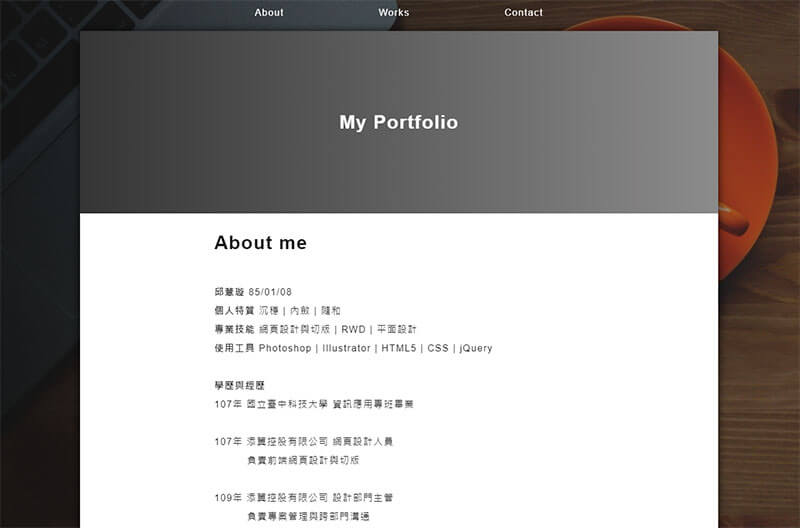 About Works Contact
My Portfolio
About me
邱慧璇 85/01/08
個人特質 沉穩 | 內斂 | 隨和
專業技能 網頁設計與切版 | RWD | 平面設計
使用工具 Photoshop | Illustrator | HTML5 | CSS | jQuery
學歷與經歷
107年 國立臺中科技大學 資訊應用專班畢業
107年 添翼控股有限公司 網頁設計人員
負責前端網頁設計與切版
109年 添翼控股有限公司 設計部門主管
負責專案管理與跨部門溝通